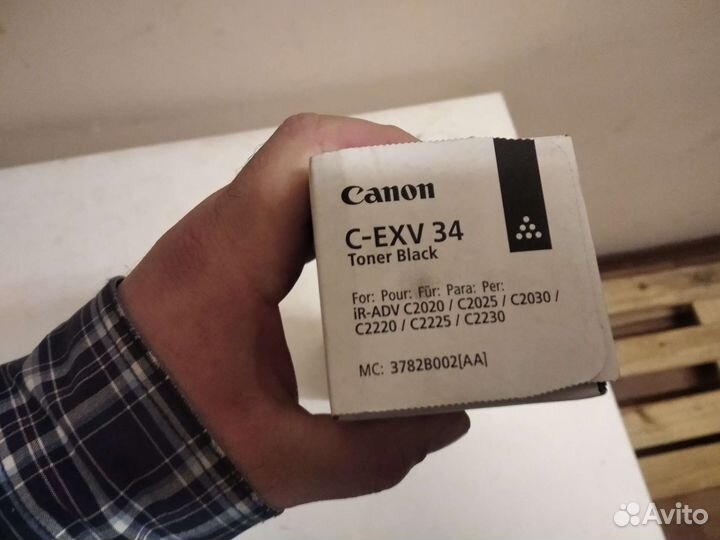 Canon
C-EXV 34
Toner Black
For: Pour: Für: Para: Per:
iR-ADV C2020 / C2025 / C2030 /
C2220 / C2225 / C2230
MC: 3782B002[AA]
Avito